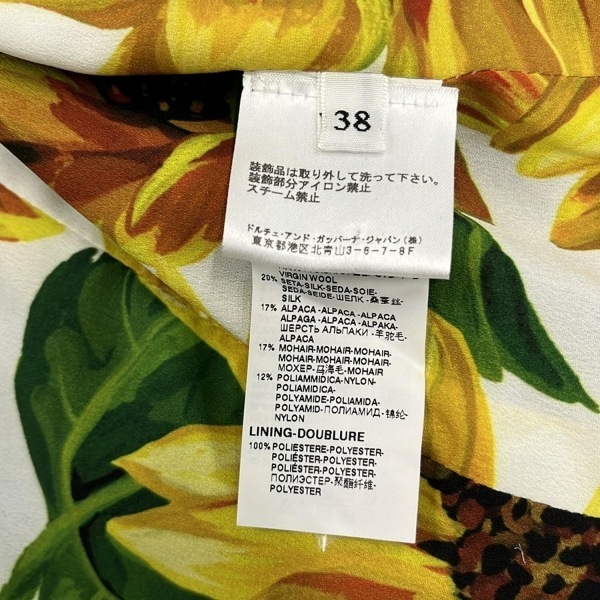 38
装飾品は取り外して洗って下さい。
装飾部分アイロン禁止
スチーム禁止
ドルチェ・アンド・ガッバーナ・ジャパン(株)
東京都港区北青山3-6-7-8F
VIRGIN WOOL
20% SETA-SILK-SEDA-SOIE-
SEDA-SEIDE-ШЕЛК-桑蚕丝-
SILK
17% ALPACA-ALPACA-ALPACA
ALPAGA-ALPACA-ALPAKA-
ШЕРСТЬ АЛЬПАКИ-羊驼毛-
ALPACA
17% MOHAIR-MOHAIR-MOHAIR-
MOHAIR-MOHAIR-MOHAIR-
МОХЕР-马海毛-MOHAIR
12% POLIAMMIDICA-NYLON-
POLIAMIDICA-
POLYAMIDE-POLIAMIDA-
POLYAMID-ПОЛИАМИД-锦纶-
NYLON
LINING-DOUBLURE
100% POLIESTERE-POLYESTER-
POLIÉSTER-POLYESTER-
POLIÉSTER-POLYESTER-
ПОЛИЭСТЕР-聚酯纤维-
POLYESTER